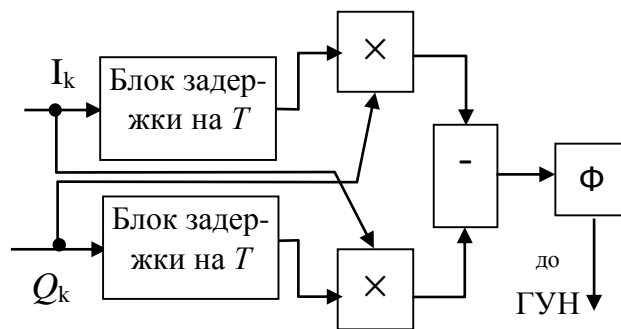 I_k
Блок задер-
жки на T
×
-
Ф
Q_k
Блок задер-
жки на T
×
до
ГУН